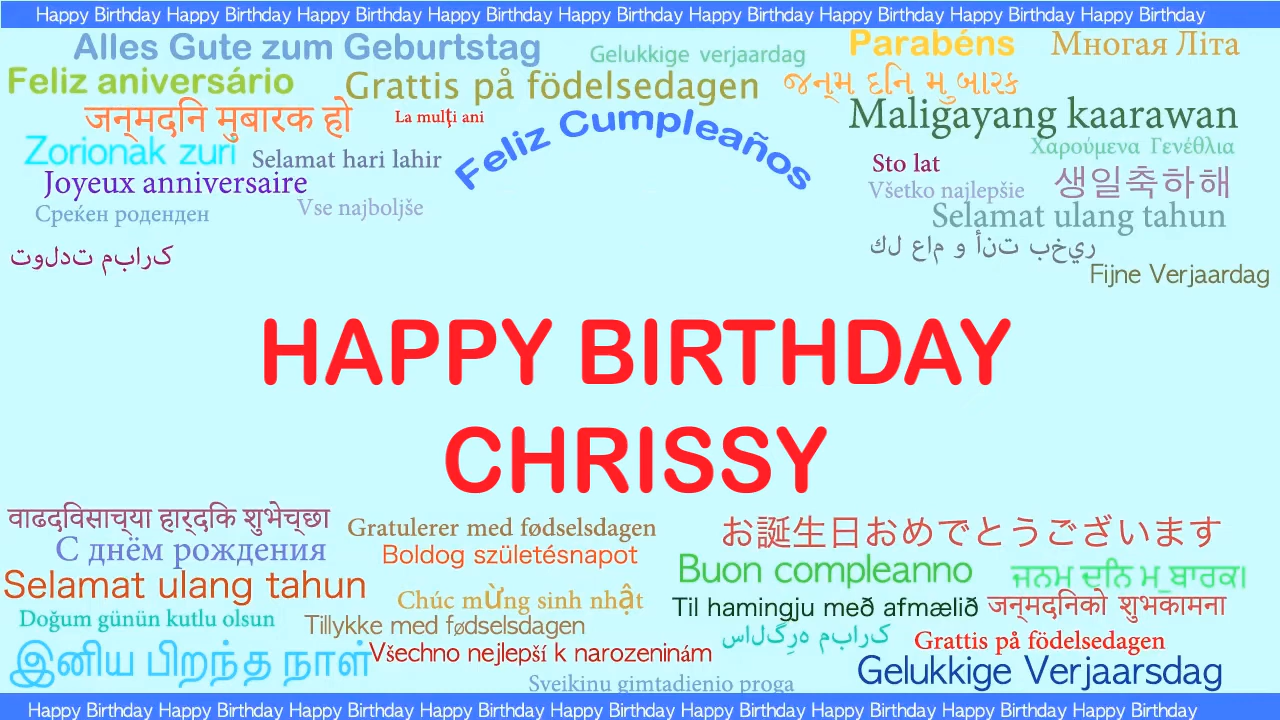 Happy Birthday Happy Birthday Happy Birthday Happy Birthday Happy Birthday Happy Birthday Happy Birthday Happy Birthday Happy Birthday
Alles Gute zum Geburtstag
Gelukkige verjaardag
Parabéns
Многая Літа
Feliz aniversário
Grattis på födelsedagen
જન્મ દિન મુબારક
जन्मदिन मुबारक हो
La mulţi ani
Feliz Cumpleaños
Maligayang kaarawan
Zorionak zuri
Selamat hari lahir
Χαρούμενα Γενέθλια
Sto lat
Joyeux anniversaire
Všetko najlepšie
생일축하해
Среќен роденден
Vse najboljše
Selamat ulang tahun
تولدت مبارک
كل عام و أنت بخير
Fijne Verjaardag
HAPPY BIRTHDAY
CHRISSY
वाढदिवसाच्या हार्दिक शुभेच्छा
Gratulerer med fødselsdagen
お誕生日おめでとうございます
С днём рождения
Boldog születésnapot
Buon compleanno
ਜਨਮ ਦਿਨ ਮੁਬਾਰਕ।
Selamat ulang tahun
Chúc mừng sinh nhật
Til hamingju með afmælið
जन्मदिनको शुभकामना
Doğum günün kutlu olsun
Tillykke med fødselsdagen
سالگرہ مبارک
Grattis på födelsedagen
இனிய பிறந்த நாள்
Všechno nejlepší k narozeninám
Gelukkige Verjaarsdag
Sveikinu gimtadienio proga
Happy Birthday Happy Birthday Happy Birthday Happy Birthday Happy Birthday Happy Birthday Happy Birthday Happy Birthday Happy Birthday